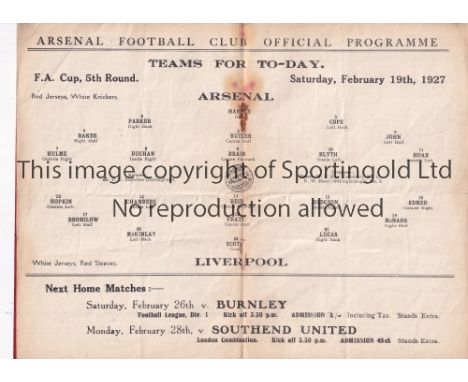 ARSENAL FOOTBALL CLUB OFFICIAL PROGRAMME
TEAMS FOR TO-DAY.
F.A. Cup, 5th Round. Saturday, February 19th, 1927
Red Jerseys, White Knickers. ARSENAL
HARPER
PARKER COPE
Right Back Left Back
BAKER BUTLER JOHN
Right Half Centre Half Left Half
HULME BUCHAN BRAIN BLYTH HOAR
Outside Right Inside Right Centre Forward Inside Left
This image is copyright of Sportingold Ltd
No reproduction allowed
HOPKIN CHAMBERS HODGSON EDMED
Outside Left Outside Right
BROMILOW PRATT McNABB
Left Half Right Half
McKINLAY LUCAS
Left Back Right Back
SCOTT
White Jerseys, Red Sleeves. LIVERPOOL
Next Home Matches :—
Saturday, February 26th v. BURNLEY
Football League, Div. 1 Kick off 3.30 p.m. ADMISSION 1/- Including Tax. Stands Extra.
Monday, February 28th, v. SOUTHEND UNITED
London Combination. Kick off 3.30 p.m. ADMISSION 6d. Stands Extra.